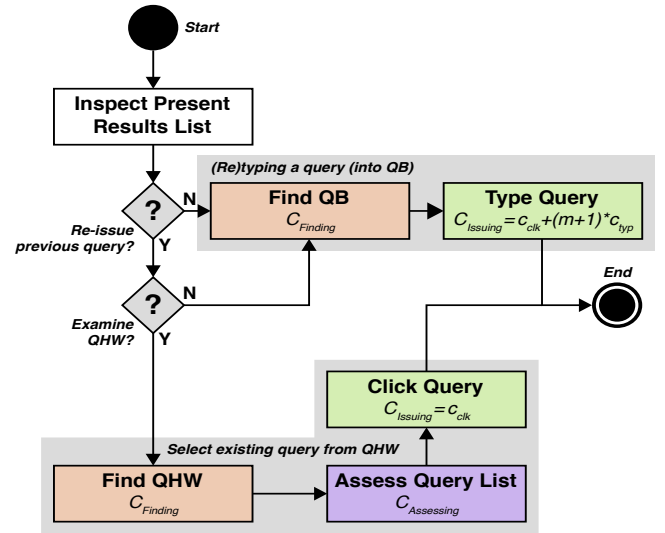 Start
Inspect Present
Results List
(Re)typing a query (into QB)
?
N
Find QB
C_Finding
Type Query
C_Issuing=c_clk+(m+1)*c_typ
Re-issue
previous query?
Y
End
?
N
Examine
QHW?
Y
Click Query
C_Issuing=c_clk
Select existing query from QHW
Find QHW
C_Finding
Assess Query List
C_Assessing